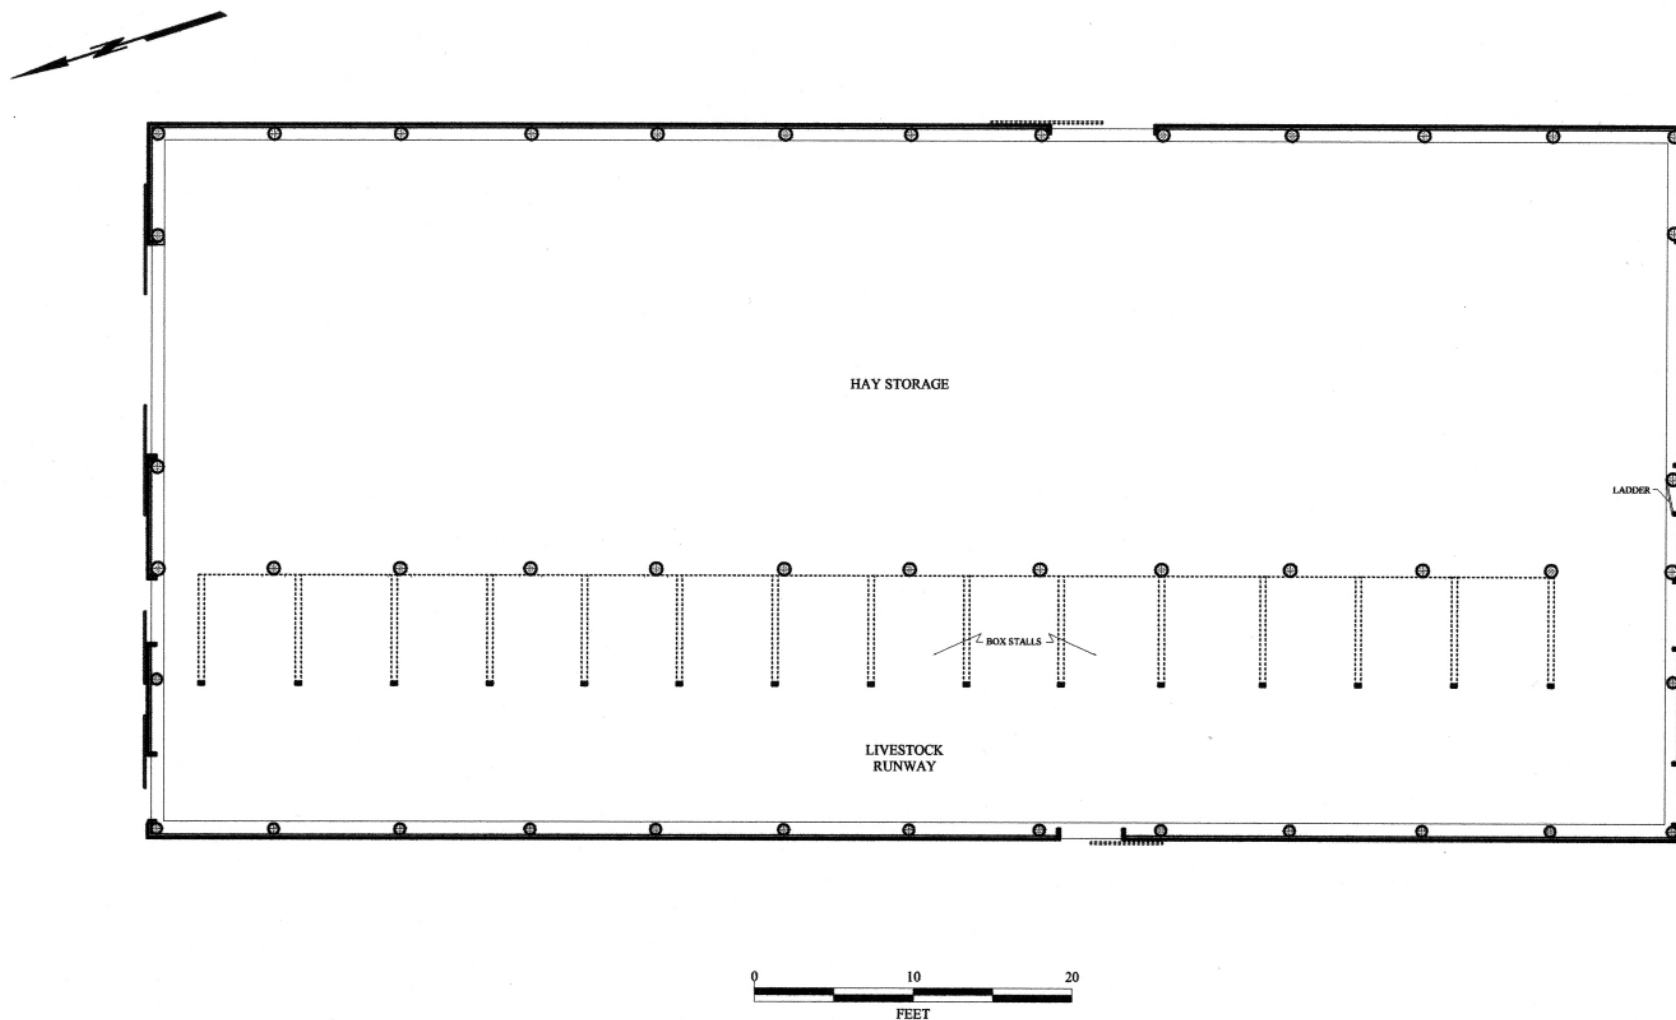 N
HAY STORAGE
LADDER
BOX STALLS
LIVESTOCK
RUNWAY
0 10 20
FEET